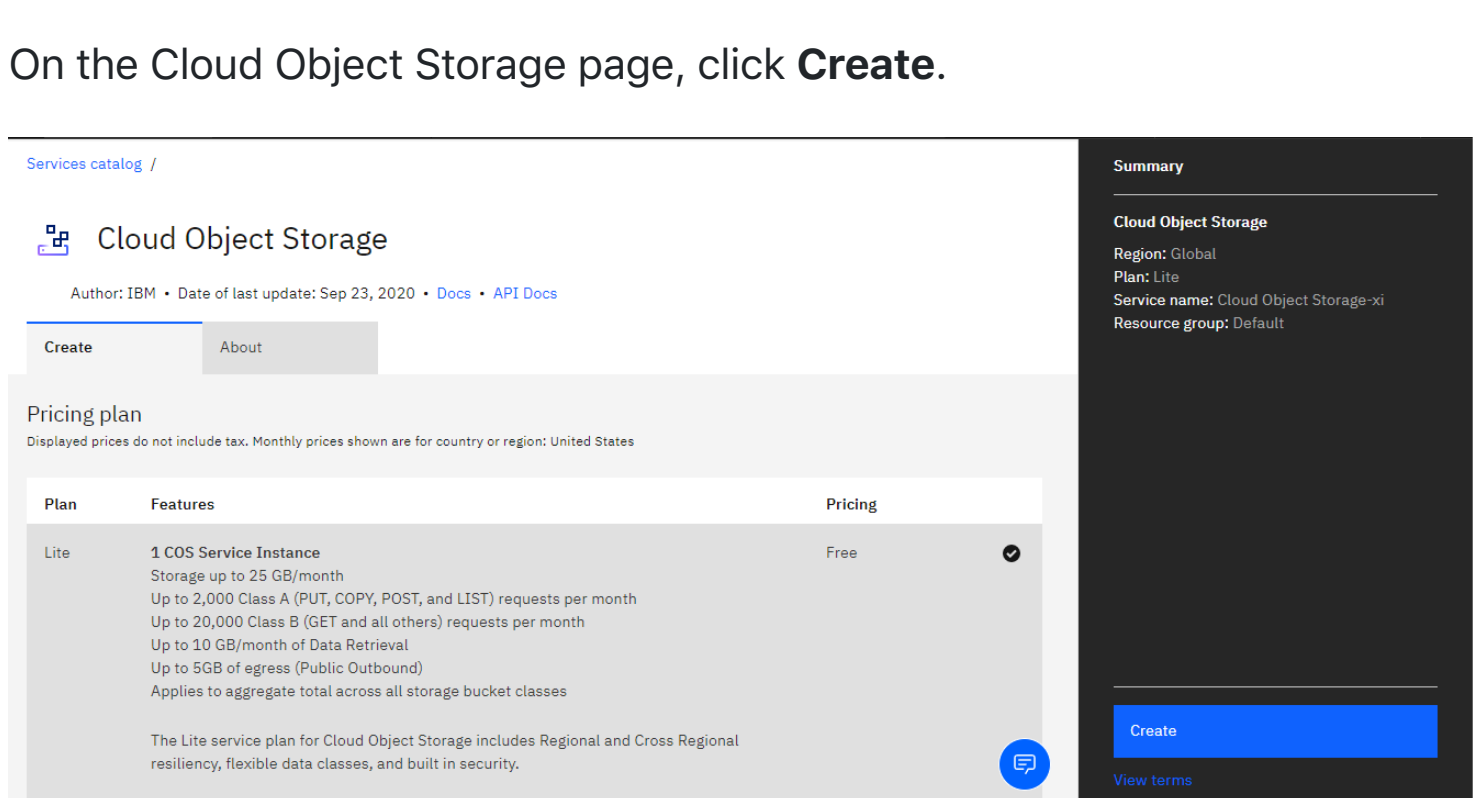 On the Cloud Object Storage page, click Create.
Services catalog /
Cloud Object Storage
Author: IBM • Date of last update: Sep 23, 2020 • Docs • API Docs
Create
About
Pricing plan
Displayed prices do not include tax. Monthly prices shown are for country or region: United States
Plan
Features
Pricing
Lite
1 COS Service Instance
Free
Storage up to 25 GB/month
Up to 2,000 Class A (PUT, COPY, POST, and LIST) requests per month
Up to 20,000 Class B (GET and all others) requests per month
Up to 10 GB/month of Data Retrieval
Up to 5GB of egress (Public Outbound)
Applies to aggregate total across all storage bucket classes
The Lite service plan for Cloud Object Storage includes Regional and Cross Regional
resiliency, flexible data classes, and built in security.
Summary
Cloud Object Storage
Region: Global
Plan: Lite
Service name: Cloud Object Storage-xi
Resource group: Default
Create
View terms